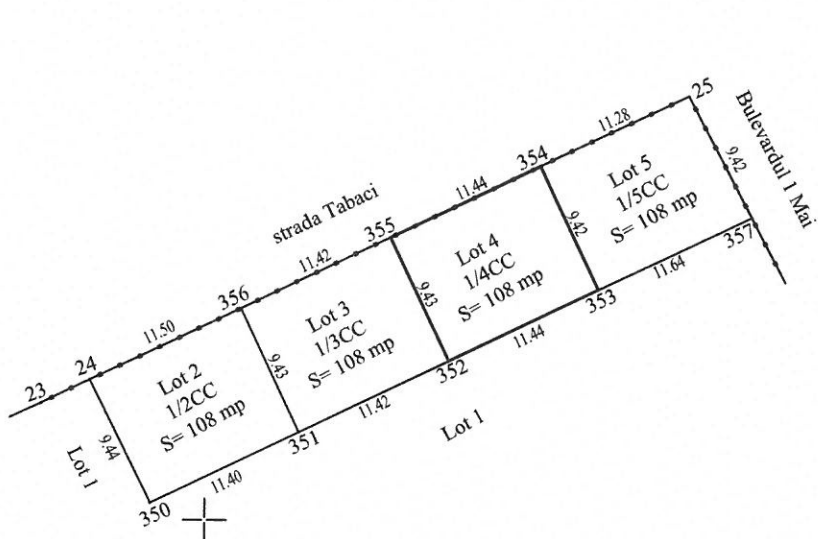 25
Bulevardul 1 Mai
11.28
9.42
354
Lot 5
1/5CC
S= 108 mp
357
11.64
11.44
9.42
strada Tabaci
355
Lot 4
1/4CC
S= 108 mp
353
11.44
11.42
9.43
356
Lot 3
1/3CC
S= 108 mp
352
11.42
11.50
9.43
24
23
Lot 2
1/2CC
S= 108 mp
351
11.40
9.44
Lot 1
350
Lot 1